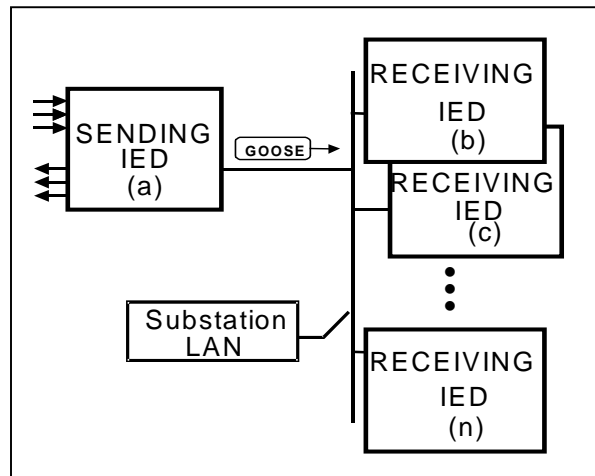 SENDING
IED
(a)
GOOSE
RECEIVING
IED
(b)
RECEIVING
IED
(c)
Substation
LAN
RECEIVING
IED
(n)